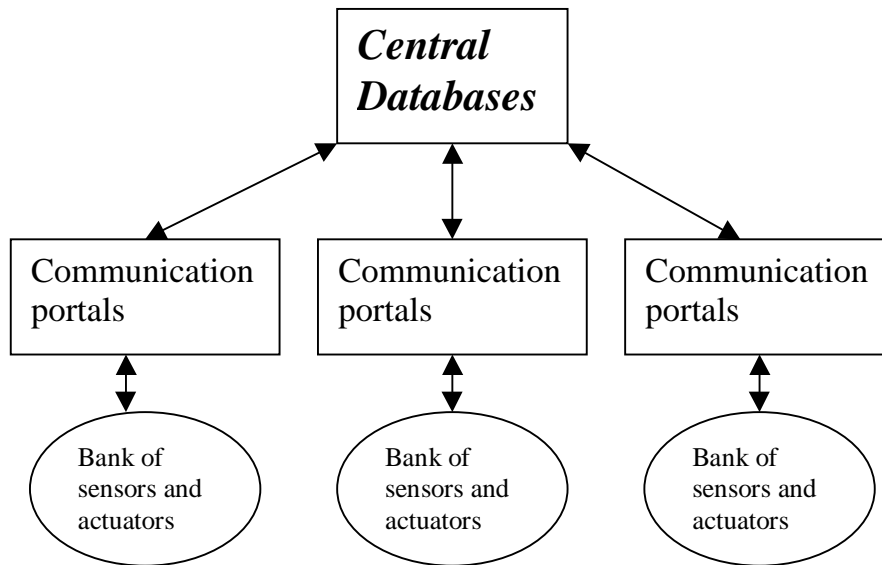 Central
Databases
Communication
portals
Communication
portals
Communication
portals
Bank of
sensors and
actuators
Bank of
sensors and
actuators
Bank of
sensors and
actuators